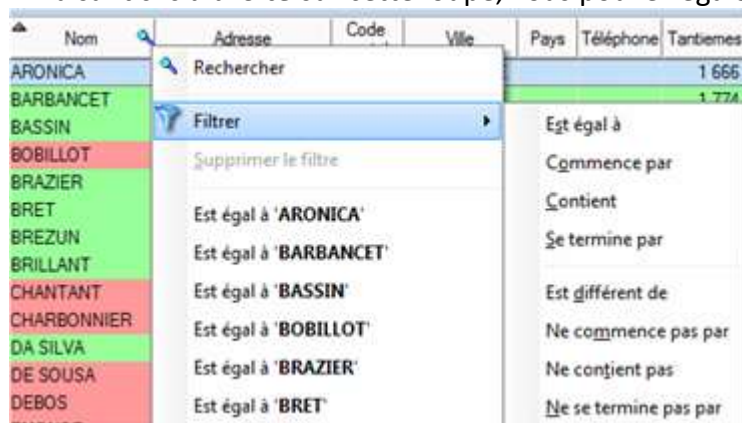 Nom Adresse Code Ville Pays Téléphone Tantiemes
ARONICA 1 666
BARBANCET 1 774
BASSIN
BOBILLOT
BRAZIER
BRET
BREZUN
BRILLANT
CHANTANT
CHARBONNIER
DA SILVA
DE SOUSA
DEBOS
Rechercher
Filtrer
Supprimer le filtre
Est égal à 'ARONICA'
Est égal à 'BARBANCET'
Est égal à 'BASSIN'
Est égal à 'BOBILLOT'
Est égal à 'BRAZIER'
Est égal à 'BRET'
Est égal à
Commence par
Contient
Se termine par
Est différent de
Ne commence pas par
Ne contient pas
Ne se termine pas par